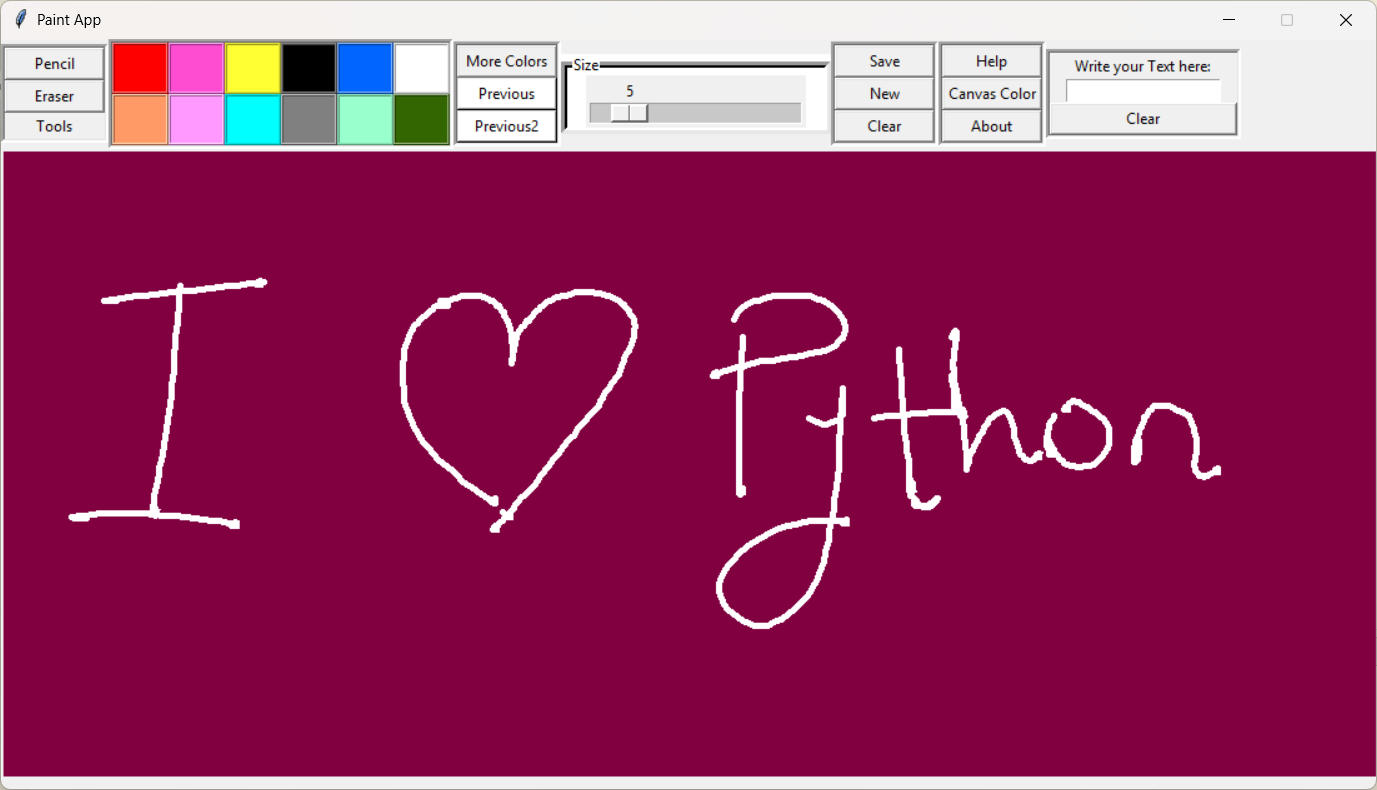 Paint App
Pencil
Eraser
Tools
More Colors
Previous
Previous2
Size
5
Save
New
Clear
Help
Canvas Color
About
Write your Text here:
Clear
I ♡ Python